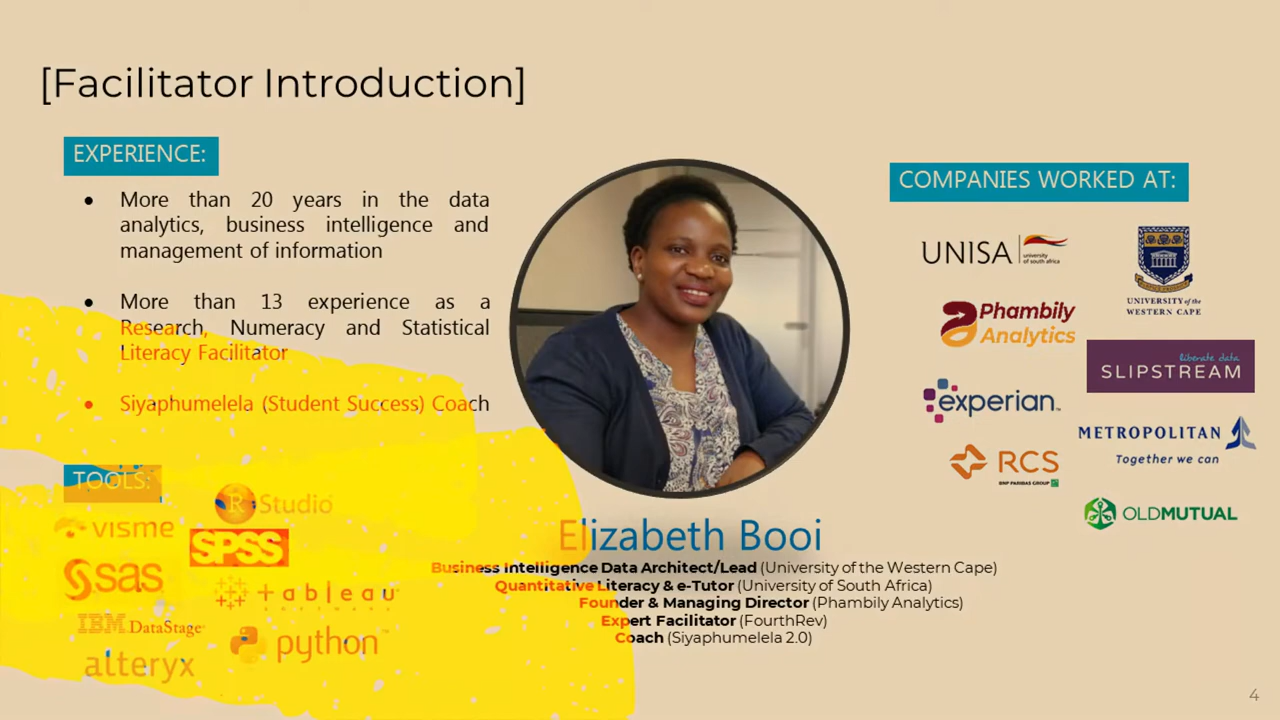 [Facilitator Introduction]
EXPERIENCE:
• More than 20 years in the data
analytics, business intelligence and
management of information
• More than 13 experience as a
Research, Numeracy and Statistical
Literacy Facilitator
• Siyaphumelela (Student Success) Coach
TOOLS:
visme
R Studio
SPSS
sas
+ a b l e a u
SOFTWARE
IBM DataStage
python™
alteryx
Elizabeth Booi
Business Intelligence Data Architect/Lead (University of the Western Cape)
Quantitative Literacy & e-Tutor (University of South Africa)
Founder & Managing Director (Phambily Analytics)
Expert Facilitator (FourthRev)
Coach (Siyaphumelela 2.0)
COMPANIES WORKED AT:
UNISA
university
of south africa
UNIVERSITY of the
WESTERN CAPE
Phambily
Analytics
liberate data
SLIPSTREAM
experian™
METROPOLITAN
Together we can
RCS
BNP PARIBAS GROUP
OLDMUTUAL
4